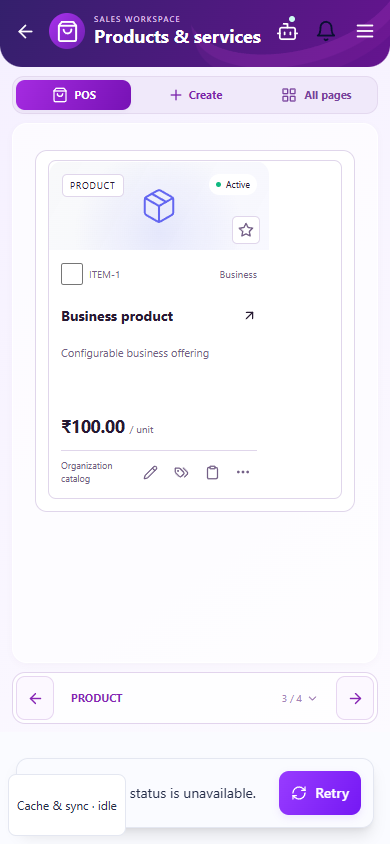 SALES WORKSPACE
Products & services
POS
Create
All pages
PRODUCT
Active
ITEM-1
Business
Business product
Configurable business offering
₹100.00 / unit
Organization
catalog
PRODUCT
3 / 4
status is unavailable.
Retry
Cache & sync · idle